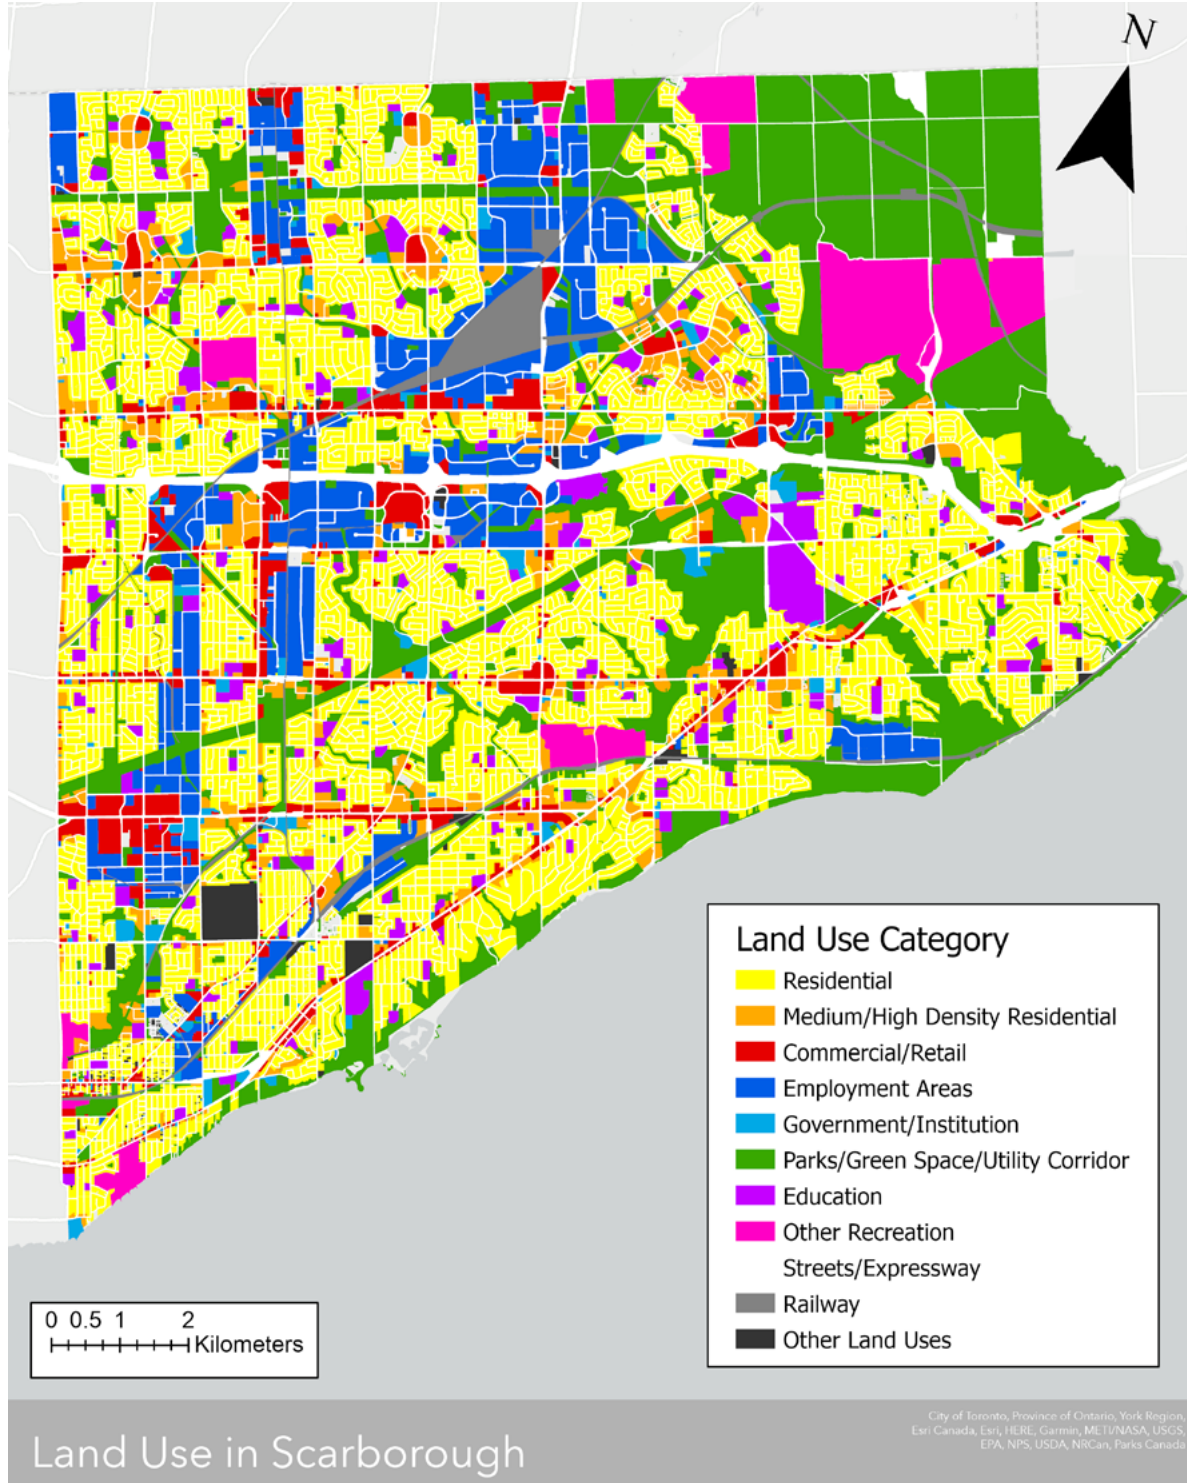 N
Land Use Category
Residential
Medium/High Density Residential
Commercial/Retail
Employment Areas
Government/Institution
Parks/Green Space/Utility Corridor
Education
Other Recreation
Streets/Expressway
Railway
Other Land Uses
0 0.5 1 2
Kilometers
Land Use in Scarborough
City of Toronto, Province of Ontario, York Region,
Esri Canada, Esri, HERE, Garmin, METI/NASA, USGS,
EPA, NPS, USDA, NRCan, Parks Canada